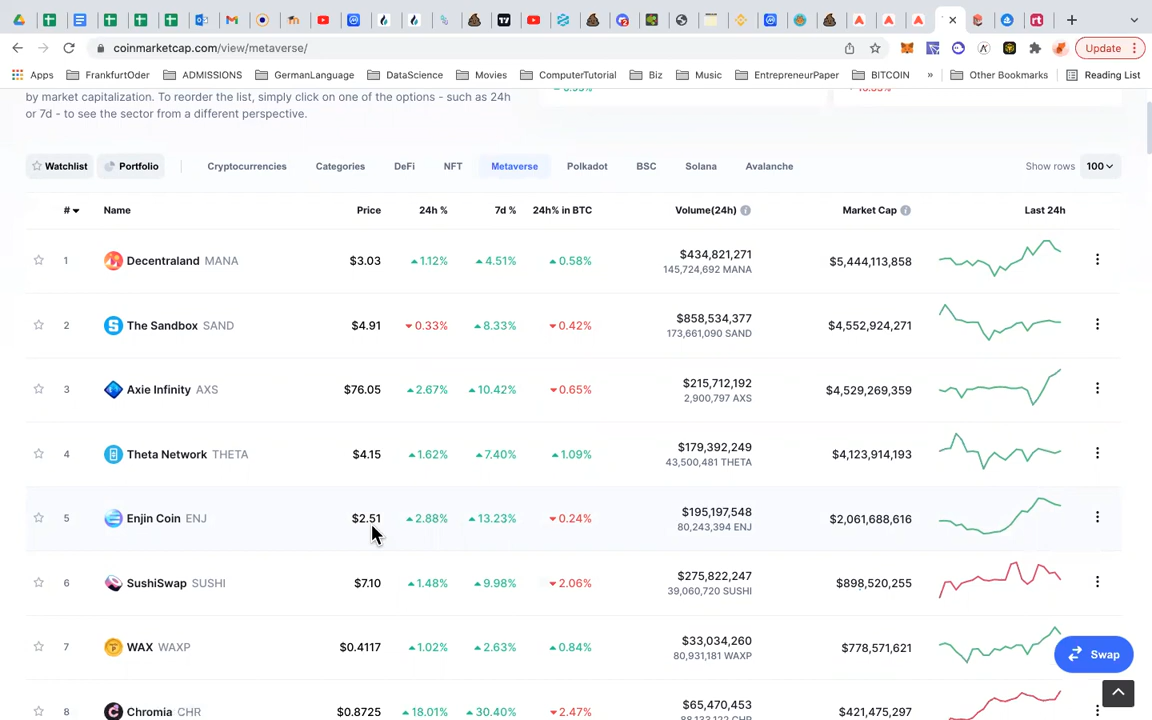 coinmarketcap.com/view/metaverse/
Update
Apps FrankfurtOder ADMISSIONS GermanLanguage DataScience Movies ComputerTutorial Biz Music EntrepreneurPaper BITCOIN » Other Bookmarks Reading List
by market capitalization. To reorder the list, simply click on one of the options - such as 24h
or 7d - to see the sector from a different perspective.
Watchlist Portfolio Cryptocurrencies Categories DeFi NFT Metaverse Polkadot BSC Solana Avalanche Show rows 100
# Name Price 24h % 7d % 24h% in BTC Volume(24h) Market Cap Last 24h
1 Decentraland MANA $3.03 1.12% 4.51% 0.58% $434,821,271 $5,444,113,858
145,724,692 MANA
2 The Sandbox SAND $4.91 0.33% 8.33% 0.42% $858,534,377 $4,552,924,271
173,661,090 SAND
3 Axie Infinity AXS $76.05 2.67% 10.42% 0.65% $215,712,192 $4,529,269,359
2,900,797 AXS
4 Theta Network THETA $4.15 1.62% 7.40% 1.09% $179,392,249 $4,123,914,193
43,500,481 THETA
5 Enjin Coin ENJ $2.51 2.88% 13.23% 0.24% $195,197,548 $2,061,688,616
80,243,394 ENJ
6 SushiSwap SUSHI $7.10 1.48% 9.98% 2.06% $275,822,247 $898,520,255
39,060,720 SUSHI
7 WAX WAXP $0.4117 1.02% 2.63% 0.84% $33,034,260 $778,571,621
80,931,181 WAXP
Swap
8 Chromia CHR $0.8725 18.01% 30.40% 2.47% $65,470,453 $421,475,297